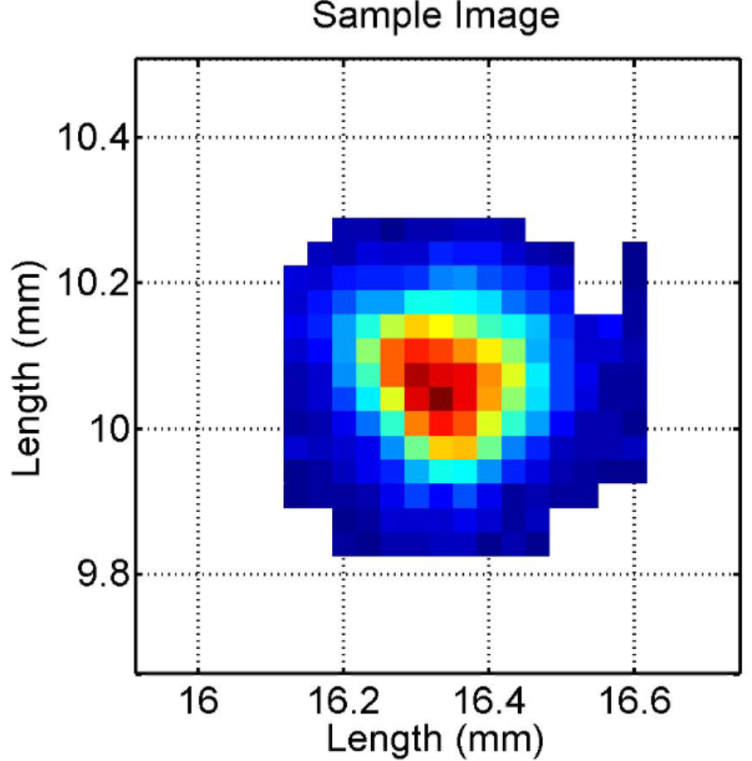 Sample Image
Length (mm)
10.4
10.2
10
9.8
16 16.2 16.4 16.6
Length (mm)